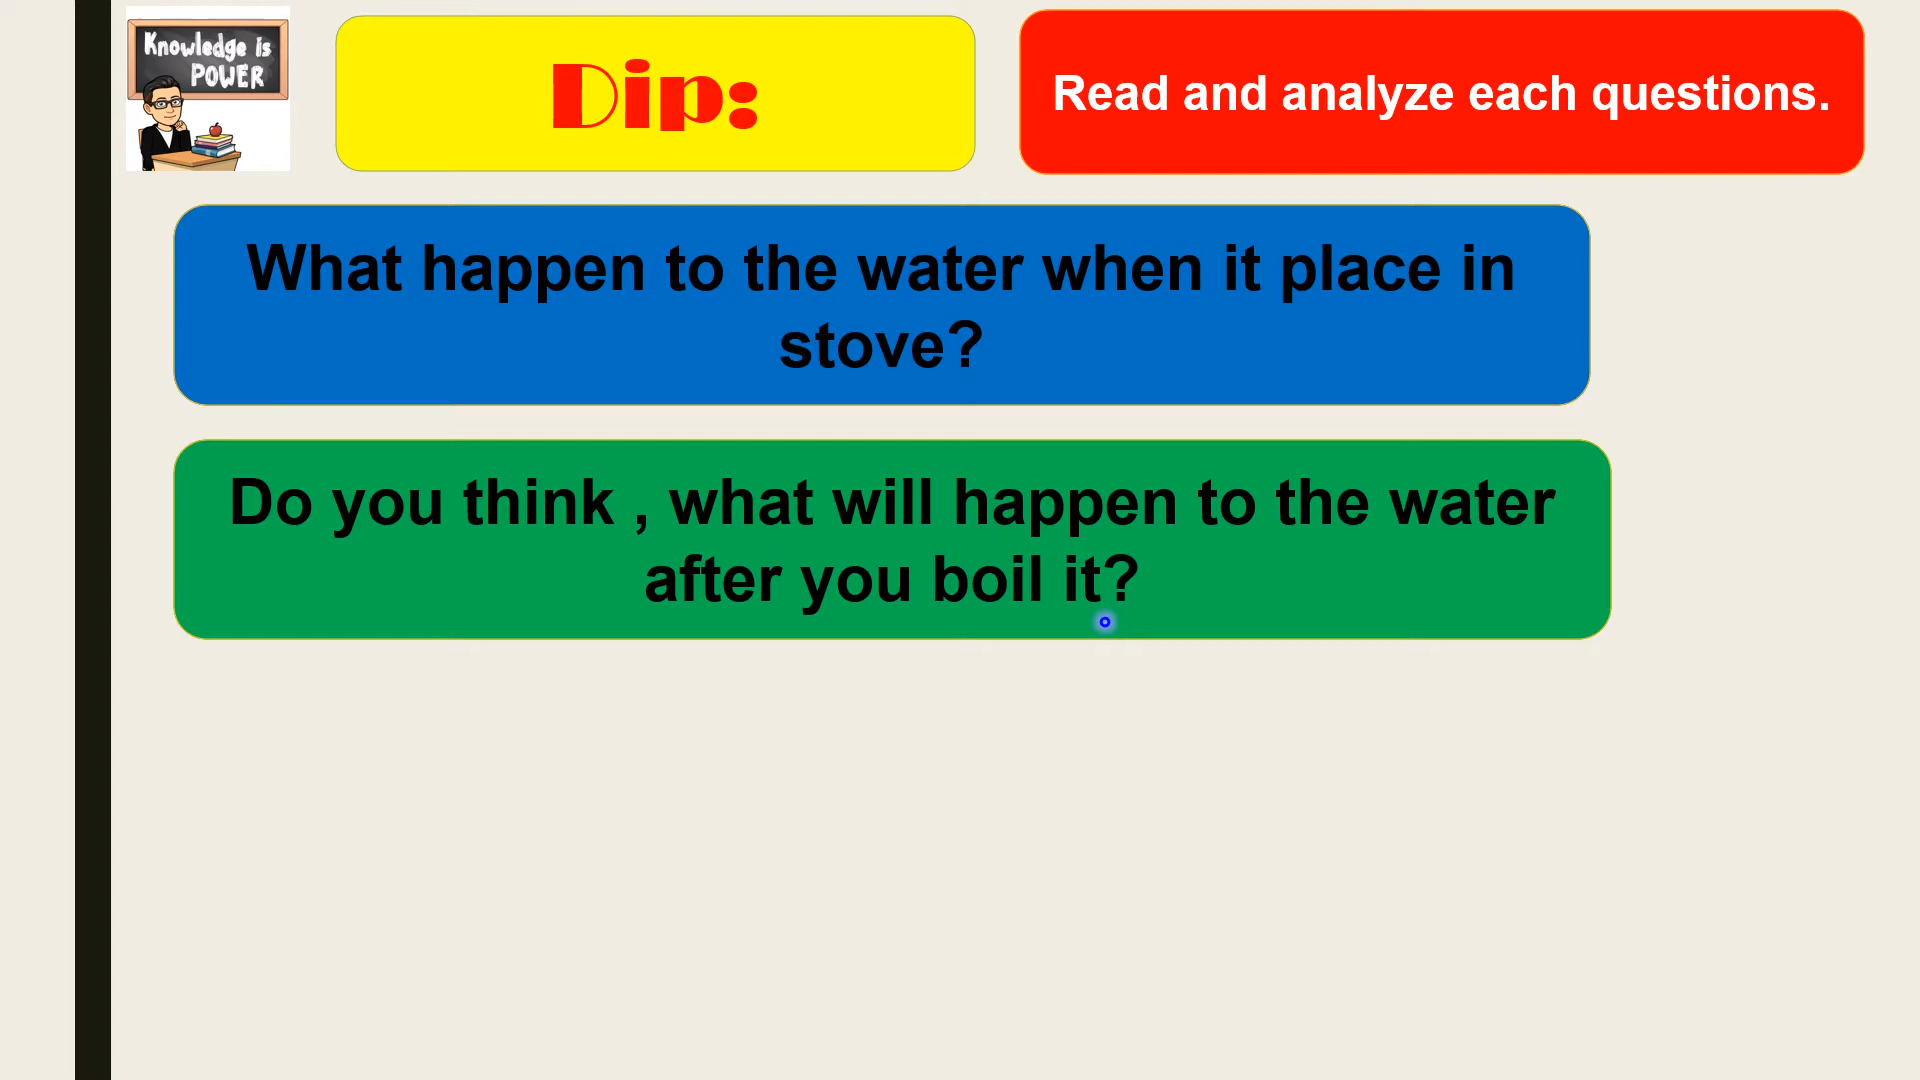 Knowledge is
POWER
Dip:
Read and analyze each questions.
What happen to the water when it place in
stove?
Do you think , what will happen to the water
after you boil it?